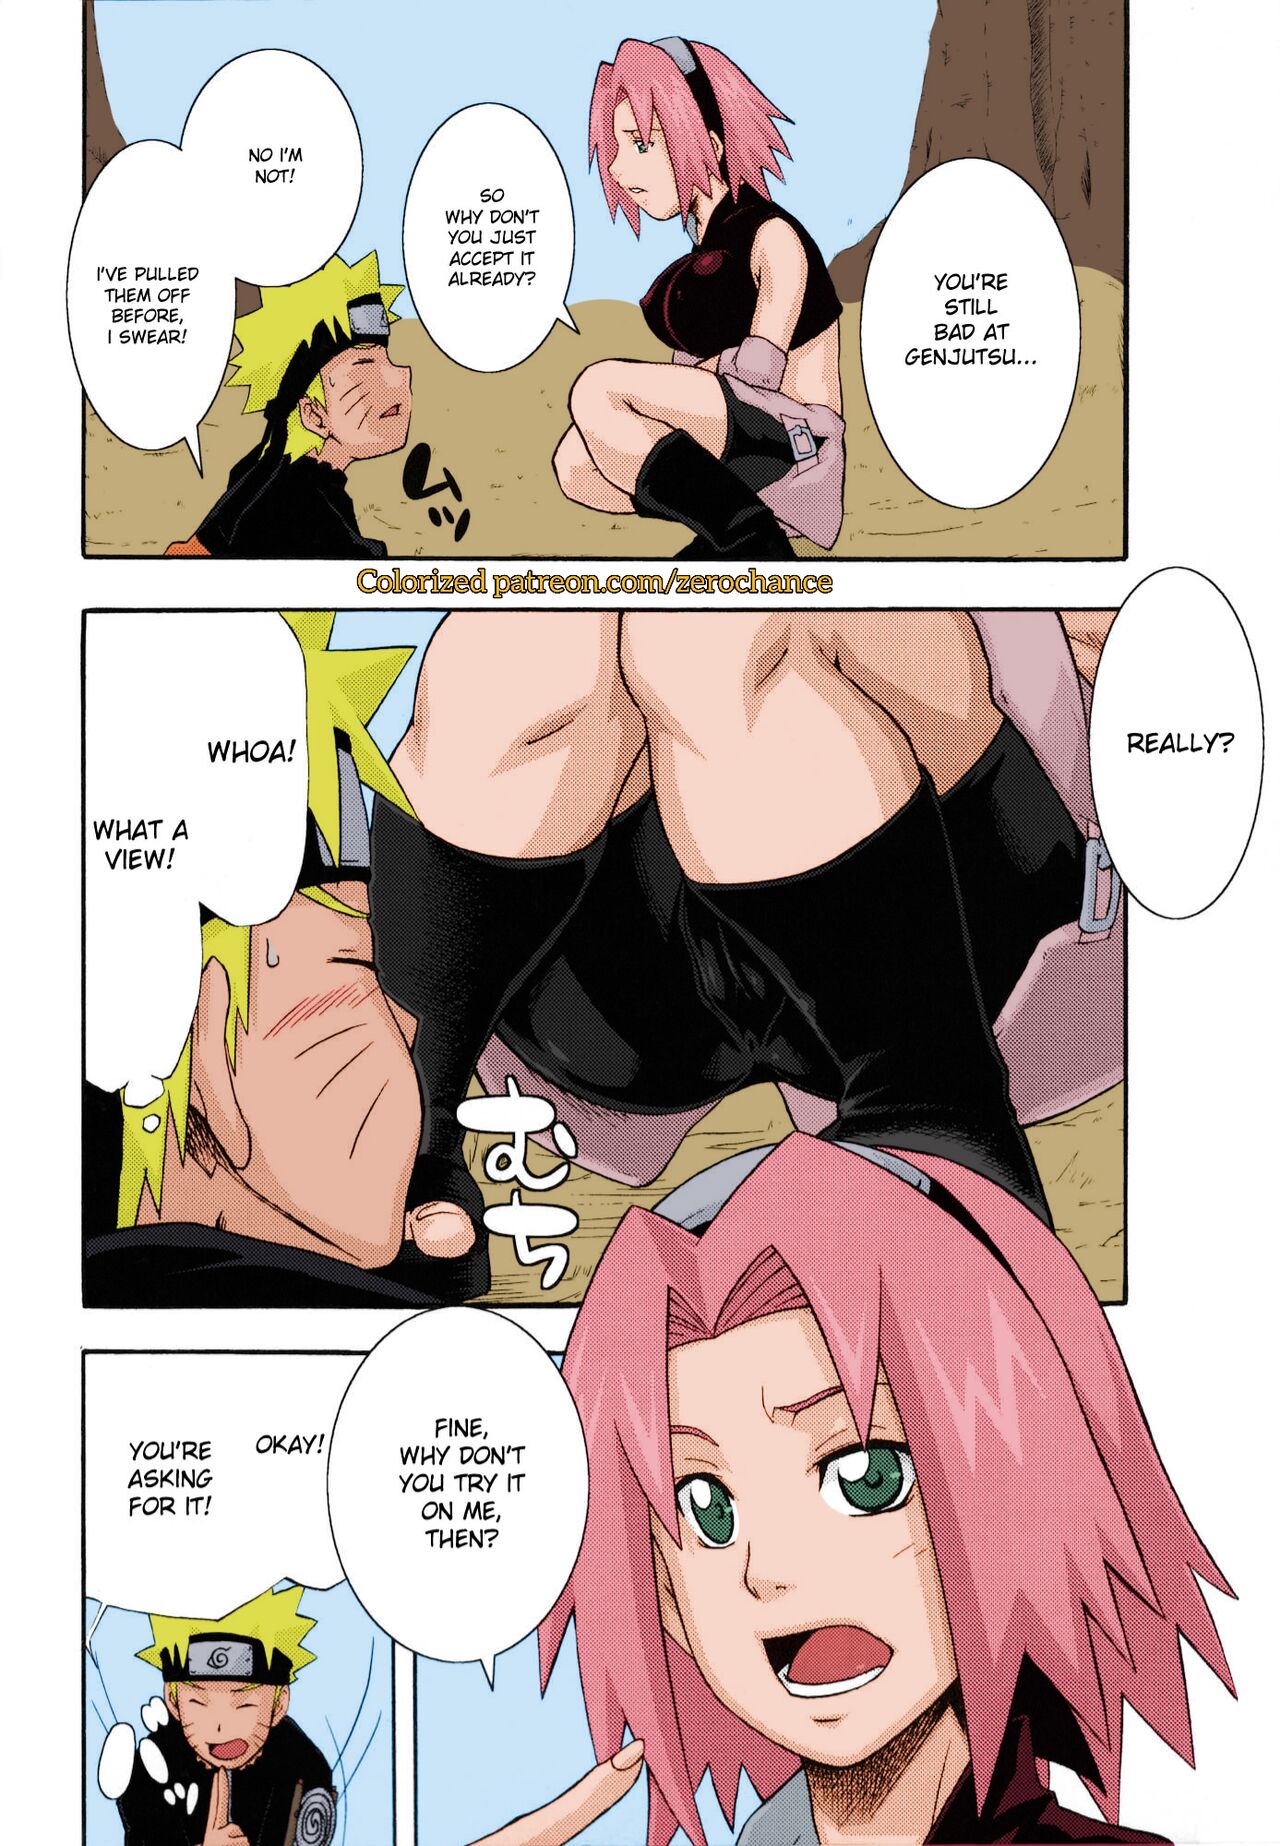 YOU'RE
STILL
BAD AT
GENJUTSU...
SO
WHY DON'T
YOU JUST
ACCEPT IT
ALREADY?
NO I'M
NOT!
I'VE PULLED
THEM OFF
BEFORE,
I SWEAR!
ムッ
Colorized patreon.com/zerochance
REALLY?
WHOA!
WHAT A
VIEW!
むち
FINE,
WHY DON'T
YOU TRY IT
ON ME,
THEN?
OKAY!
YOU'RE
ASKING
FOR IT!